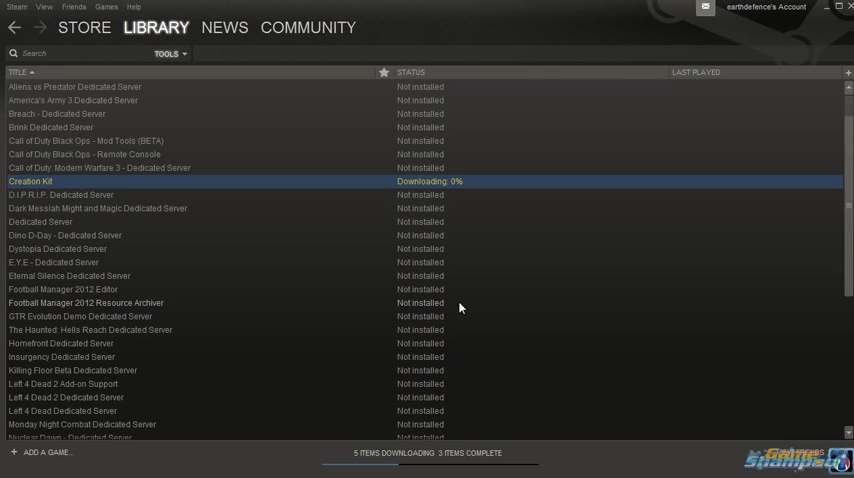 Steam View Friends Games Help earthdefence's Account
STORE LIBRARY NEWS COMMUNITY
Search TOOLS
TITLE STATUS LAST PLAYED
Aliens vs Predator Dedicated Server Not installed
America's Army 3 Dedicated Server Not installed
Breach - Dedicated Server Not installed
Brink Dedicated Server Not installed
Call of Duty Black Ops - Mod Tools (BETA) Not installed
Call of Duty Black Ops - Remote Console Not installed
Call of Duty: Modern Warfare 3 - Dedicated Server Not installed
Creation Kit Downloading: 0%
D.I.P.R.I.P. Dedicated Server Not installed
Dark Messiah Might and Magic Dedicated Server Not installed
Dedicated Server Not installed
Dino D-Day - Dedicated Server Not installed
Dystopia Dedicated Server Not installed
E.Y.E - Dedicated Server Not installed
Eternal Silence Dedicated Server Not installed
Football Manager 2012 Editor Not installed
Football Manager 2012 Resource Archiver Not installed
GTR Evolution Demo Dedicated Server Not installed
The Haunted: Hells Reach Dedicated Server Not installed
Homefront Dedicated Server Not installed
Insurgency Dedicated Server Not installed
Killing Floor Beta Dedicated Server Not installed
Left 4 Dead 2 Add-on Support Not installed
Left 4 Dead 2 Dedicated Server Not installed
Left 4 Dead Dedicated Server Not installed
Monday Night Combat Dedicated Server Not installed
Nuclear Dawn - Dedicated Server Not installed
+ ADD A GAME... 5 ITEMS DOWNLOADING 3 ITEMS COMPLETE
Game
Shampoo